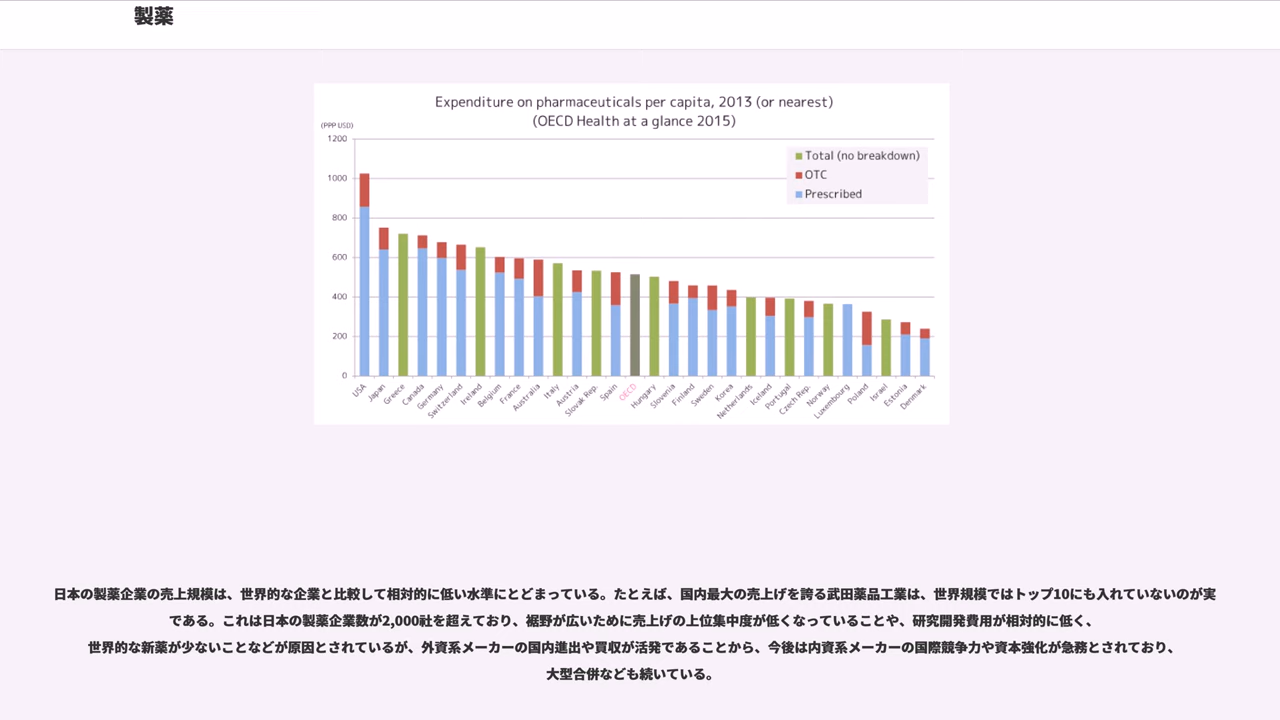 製薬
Expenditure on pharmaceuticals per capita, 2013 (or nearest)
(OECD Health at a glance 2015)
(PPP USD)
1200
1000
800
600
400
200
0
Total (no breakdown)
OTC
Prescribed
USA
Japan
Greece
Canada
Germany
Switzerland
Ireland
Belgium
France
Australia
Italy
Austria
Slovak Rep.
Spain
OECD
Hungary
Slovenia
Finland
Sweden
Korea
Netherlands
Iceland
Portugal
Czech Rep.
Norway
Luxembourg
Poland
Israel
Estonia
Denmark
日本の製薬企業の売上規模は、世界的な企業と比較して相対的に低い水準にとどまっている。たとえば、国内最大の売上げを誇る武田薬品工業は、世界規模ではトップ10にも入れていないのが実
である。これは日本の製薬企業数が2,000社を超えており、裾野が広いために売上げの上位集中度が低くなっていることや、研究開発費用が相対的に低く、
世界的な新薬が少ないことなどが原因とされているが、外資系メーカーの国内進出や買収が活発であることから、今後は内資系メーカーの国際競争力や資本強化が急務とされており、
大型合併なども続いている。